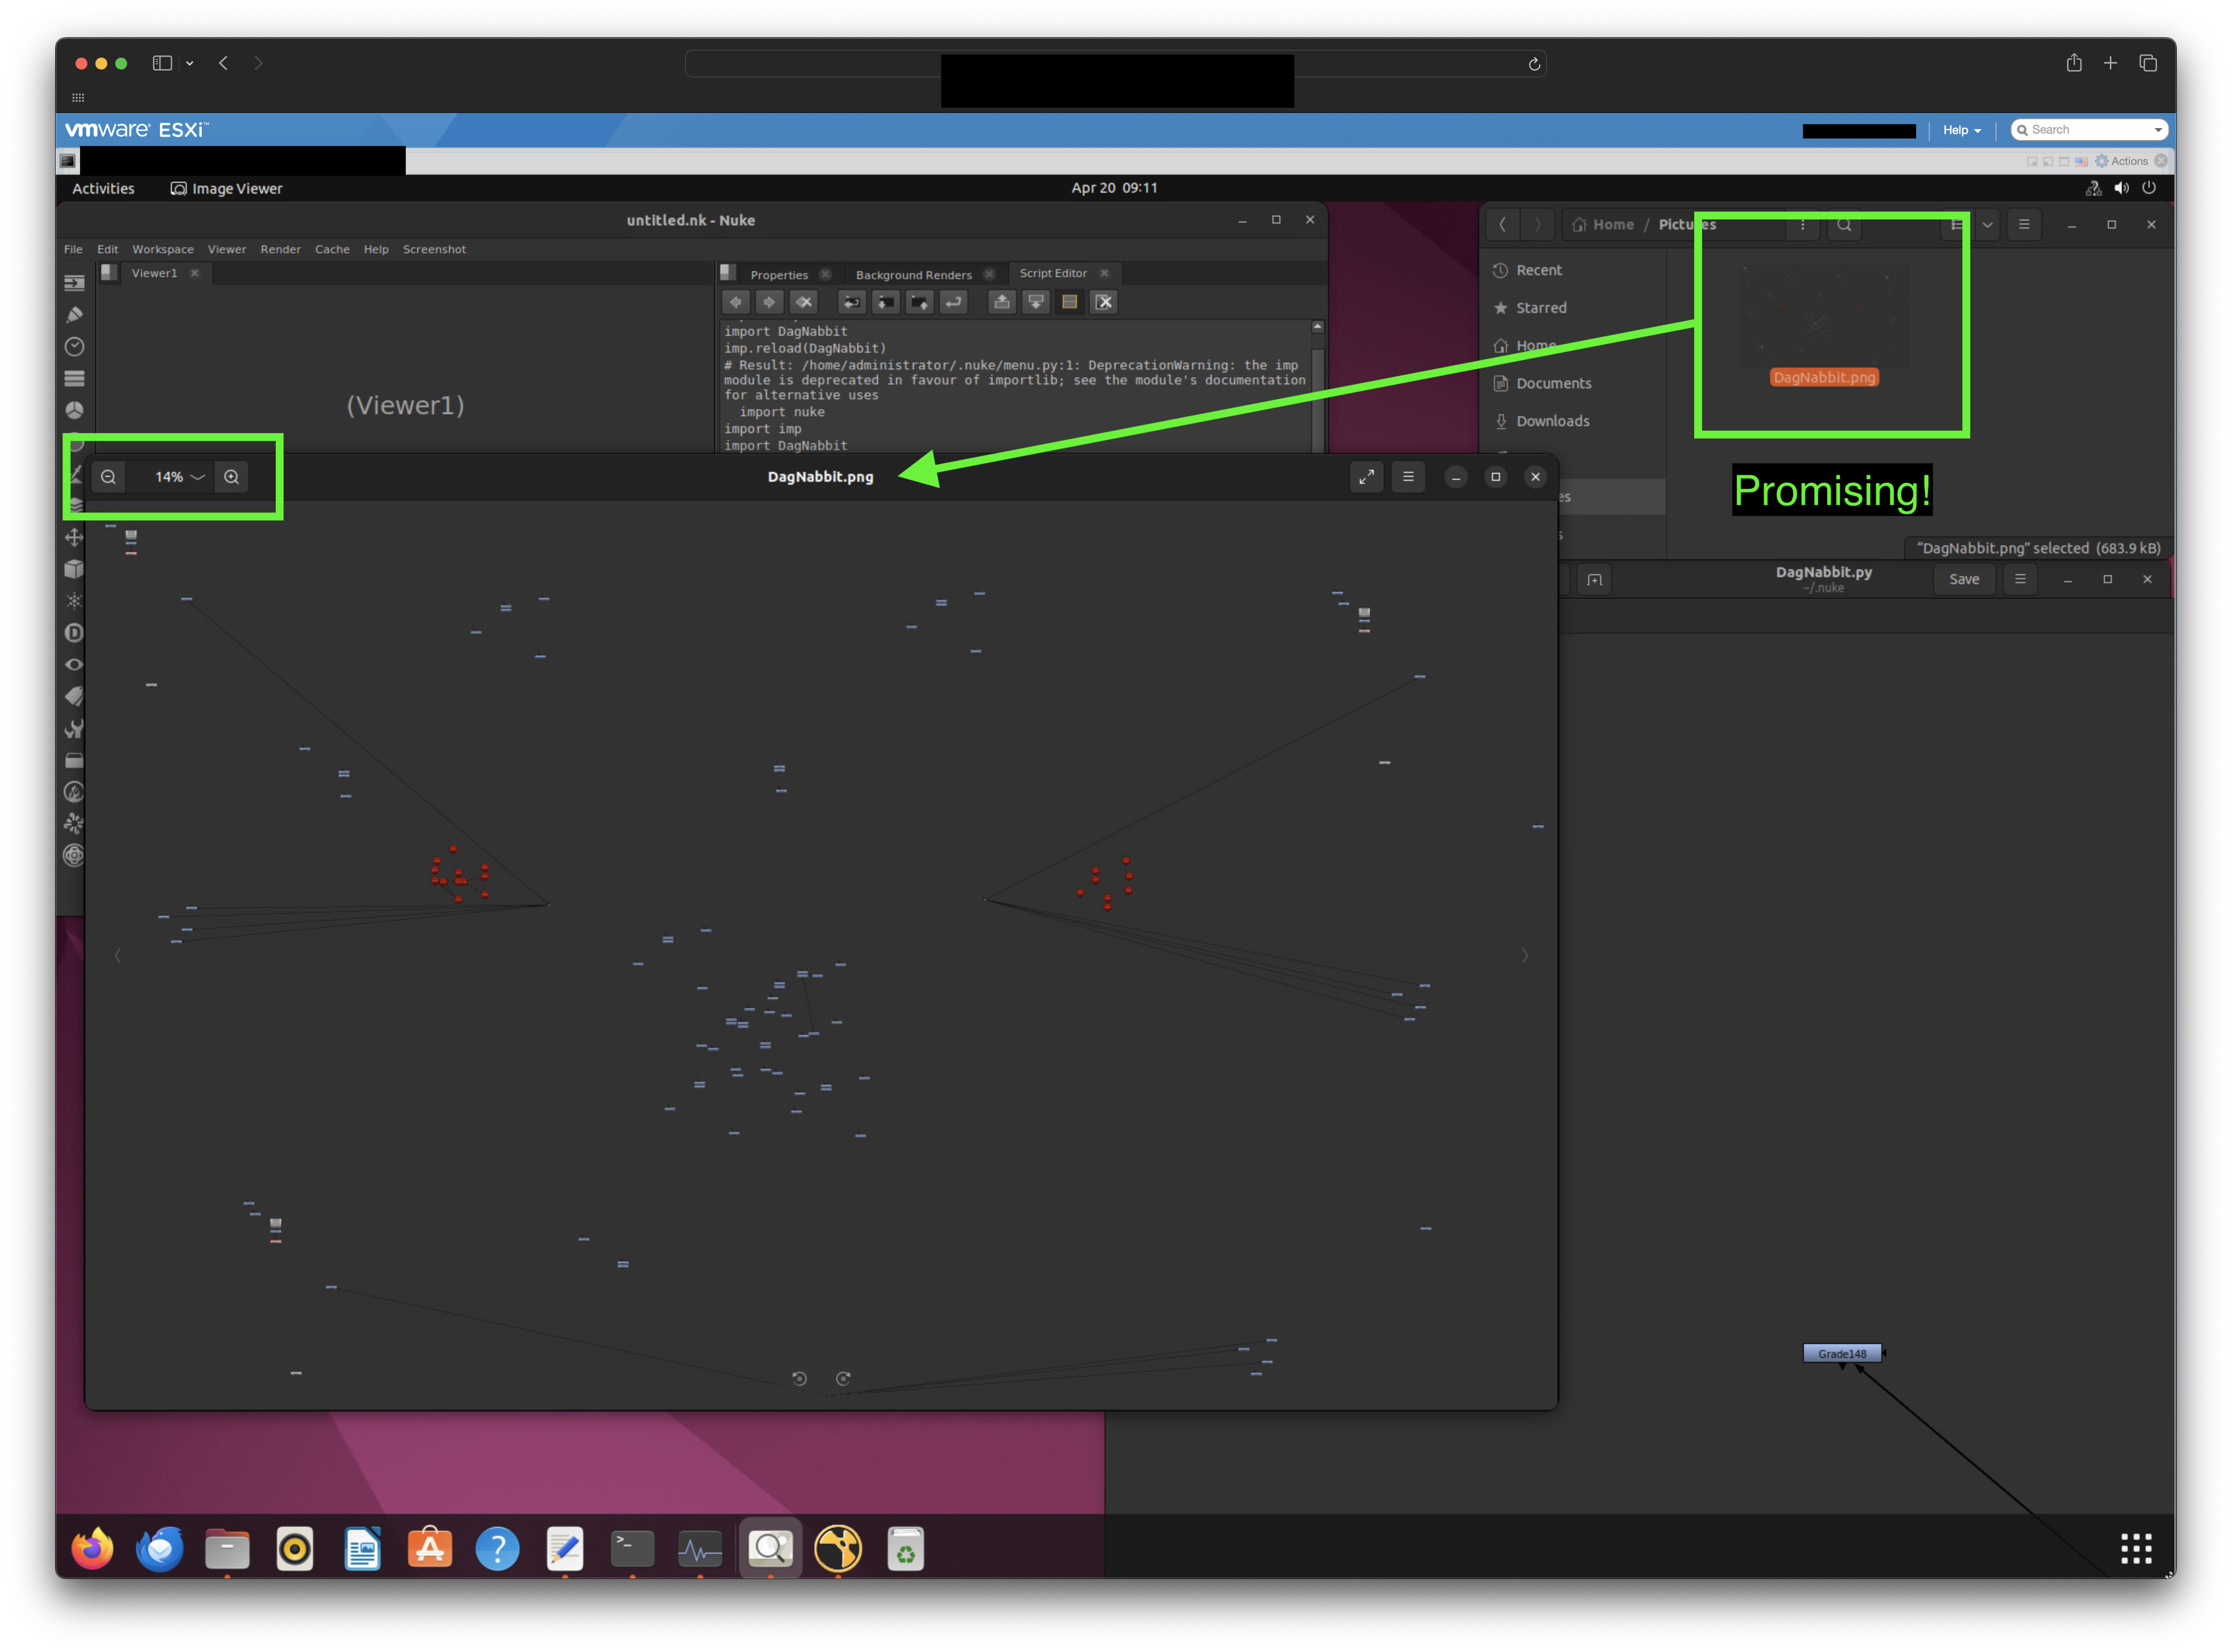 vmware ESXi™
Help
Search
Actions
Activities
Image Viewer
Apr 20 09:11
untitled.nk - Nuke
Home / Pictures
File Edit Workspace Viewer Render Cache Help Screenshot
Viewer1
Properties
Background Renders
Script Editor
Recent
Starred
Home
Documents
Downloads
DagNabbit.png
import DagNabbit
imp.reload(DagNabbit)
# Result: /home/administrator/.nuke/menu.py:1: DeprecationWarning: the imp
module is deprecated in favour of importlib; see the module's documentation
for alternative uses
import nuke
import imp
import DagNabbit
(Viewer1)
14%
DagNabbit.png
Promising!
es
"DagNabbit.png" selected (683.9 kB)
DagNabbit.py
~/.nuke
Save
Grade148